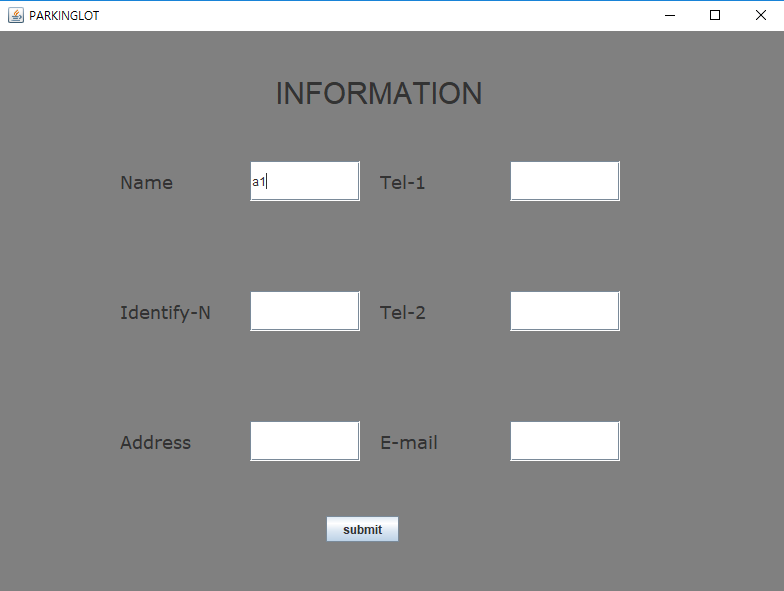 PARKINGLOT
INFORMATION
Name a1 Tel-1
Identify-N Tel-2
Address E-mail
submit